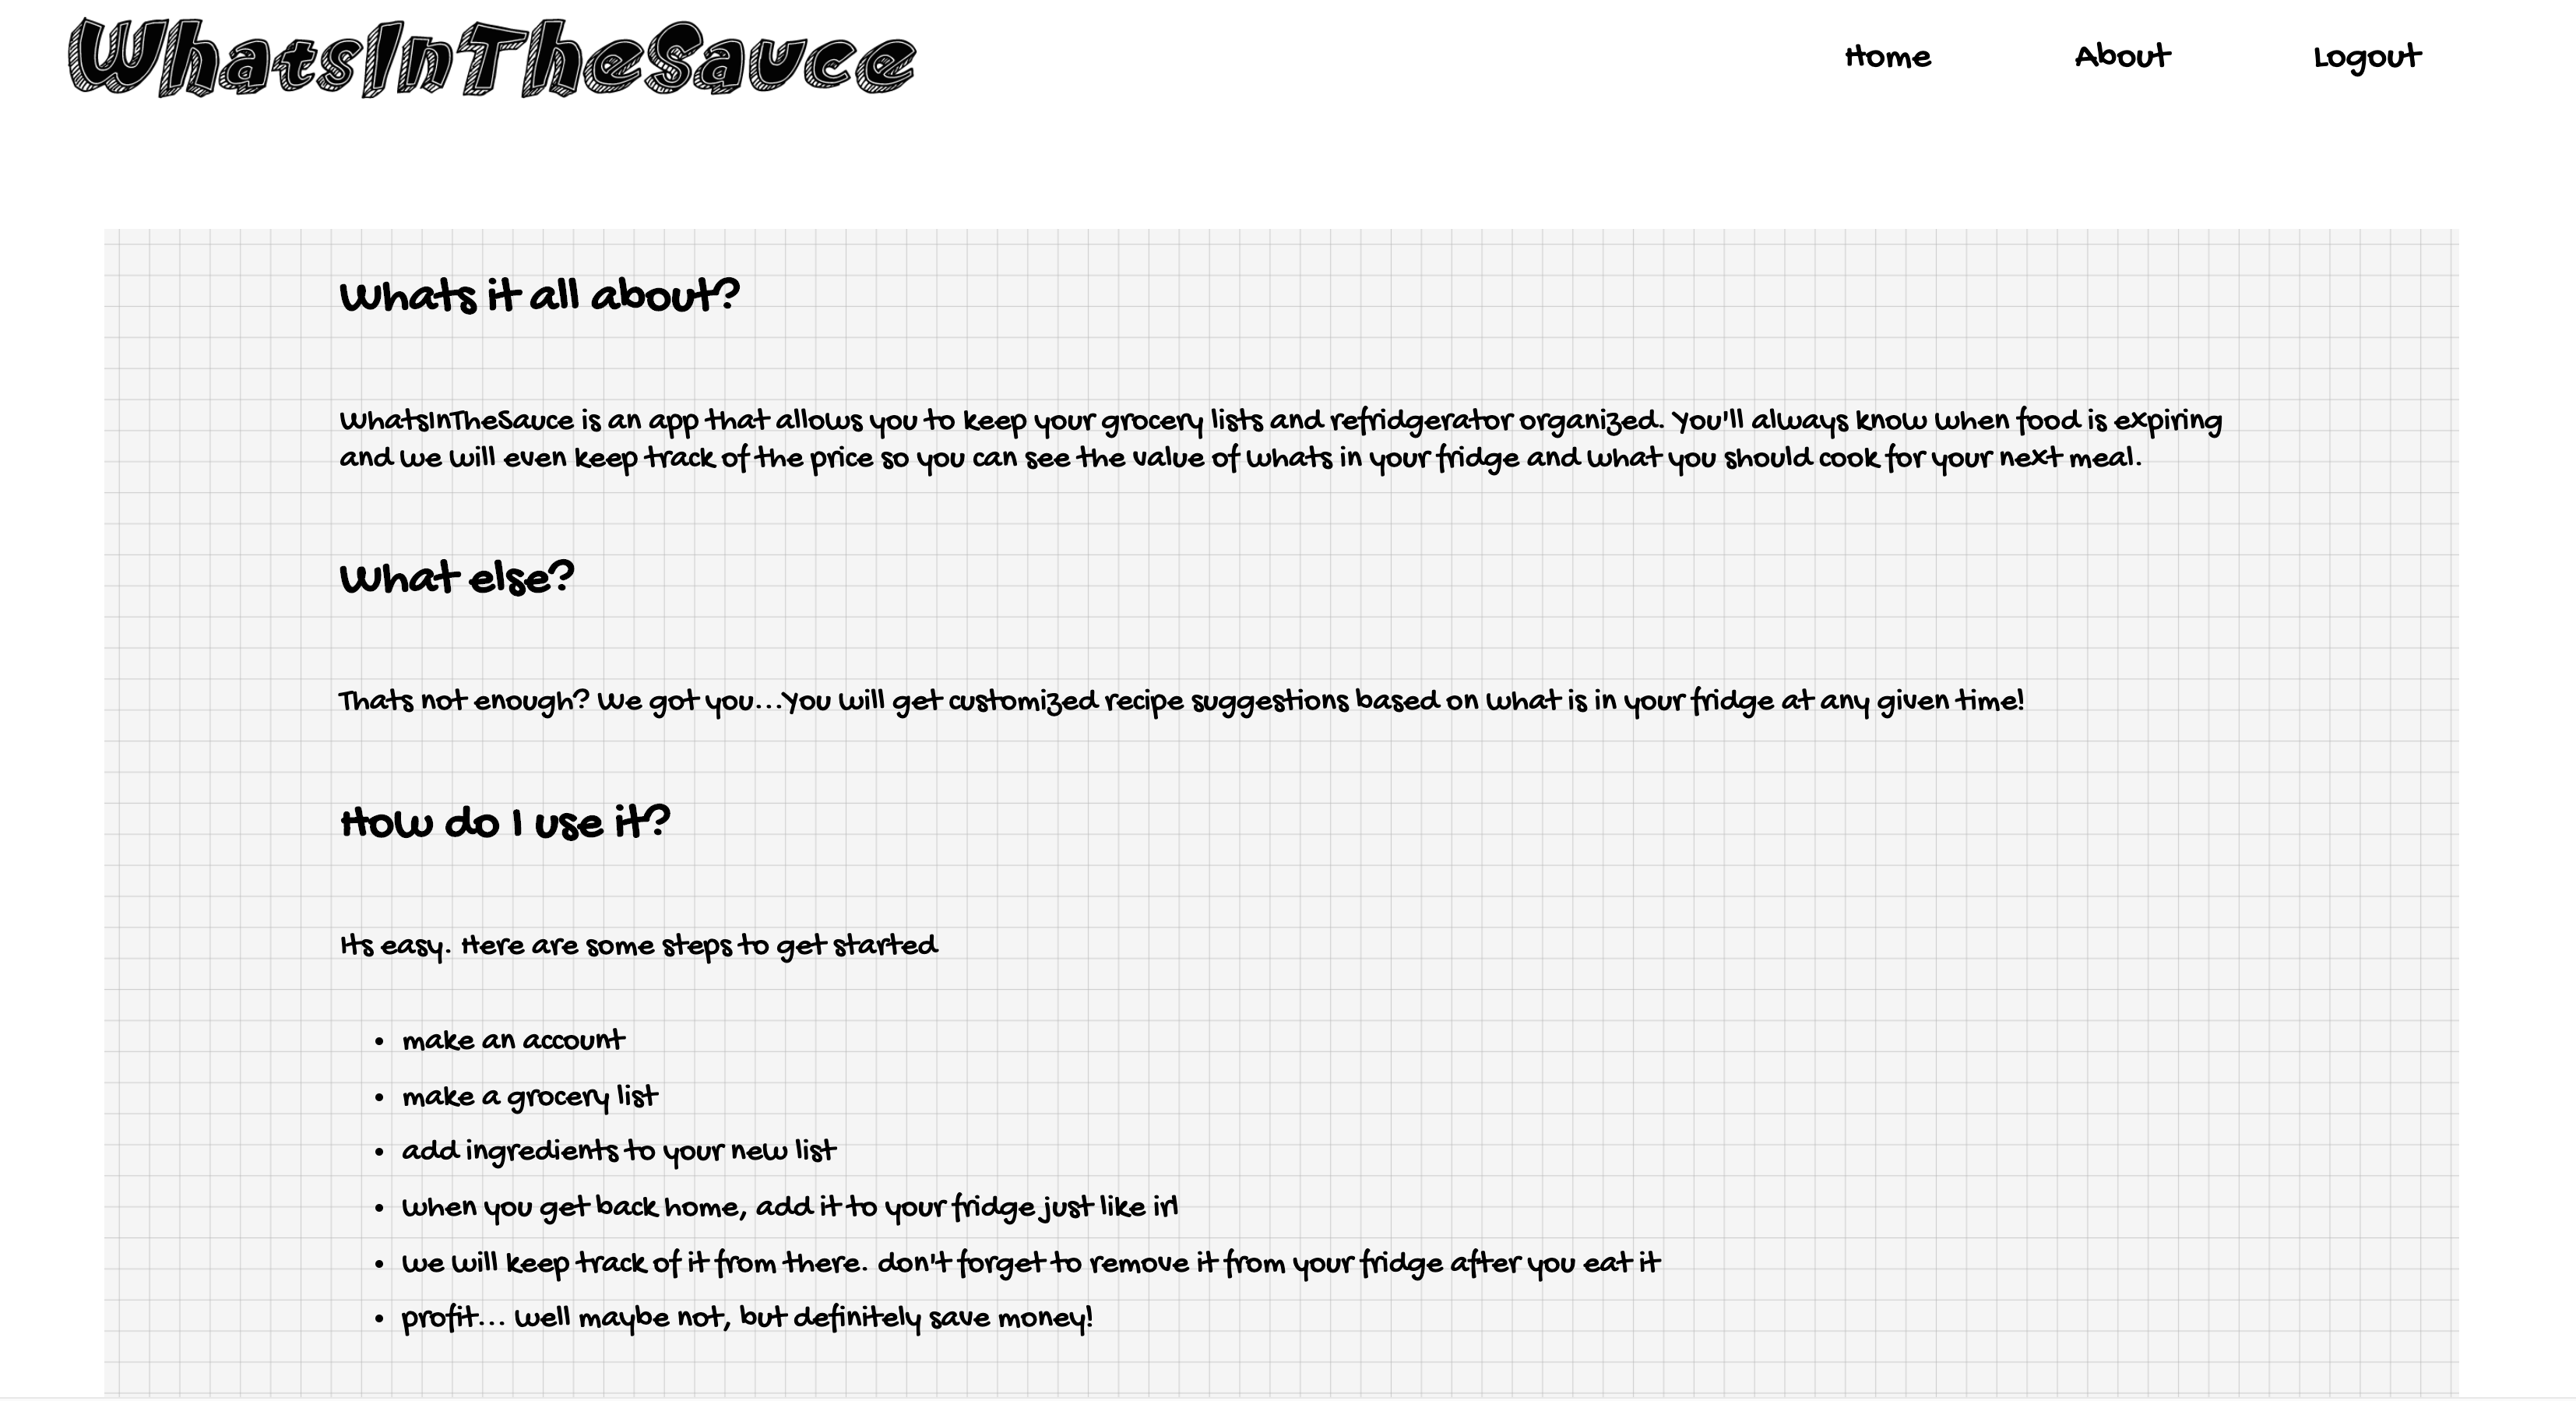 WhatsInTheSauce
Home About Logout
Whats it all about?
WhatsInTheSauce is an app that allows you to keep your grocery lists and refridgerator organized. You'll always know when food is expiring
and we will even keep track of the price so you can see the value of whats in your fridge and what you should cook for your next meal.
What else?
Thats not enough? We got you...You will get customized recipe suggestions based on what is in your fridge at any given time!
How do I use it?
Its easy. Here are some steps to get started
• make an account
• make a grocery list
• add ingredients to your new list
• when you get back home, add it to your fridge just like irl
• we will keep track of it from there. don't forget to remove it from your fridge after you eat it
• profit... well maybe not, but definitely save money!